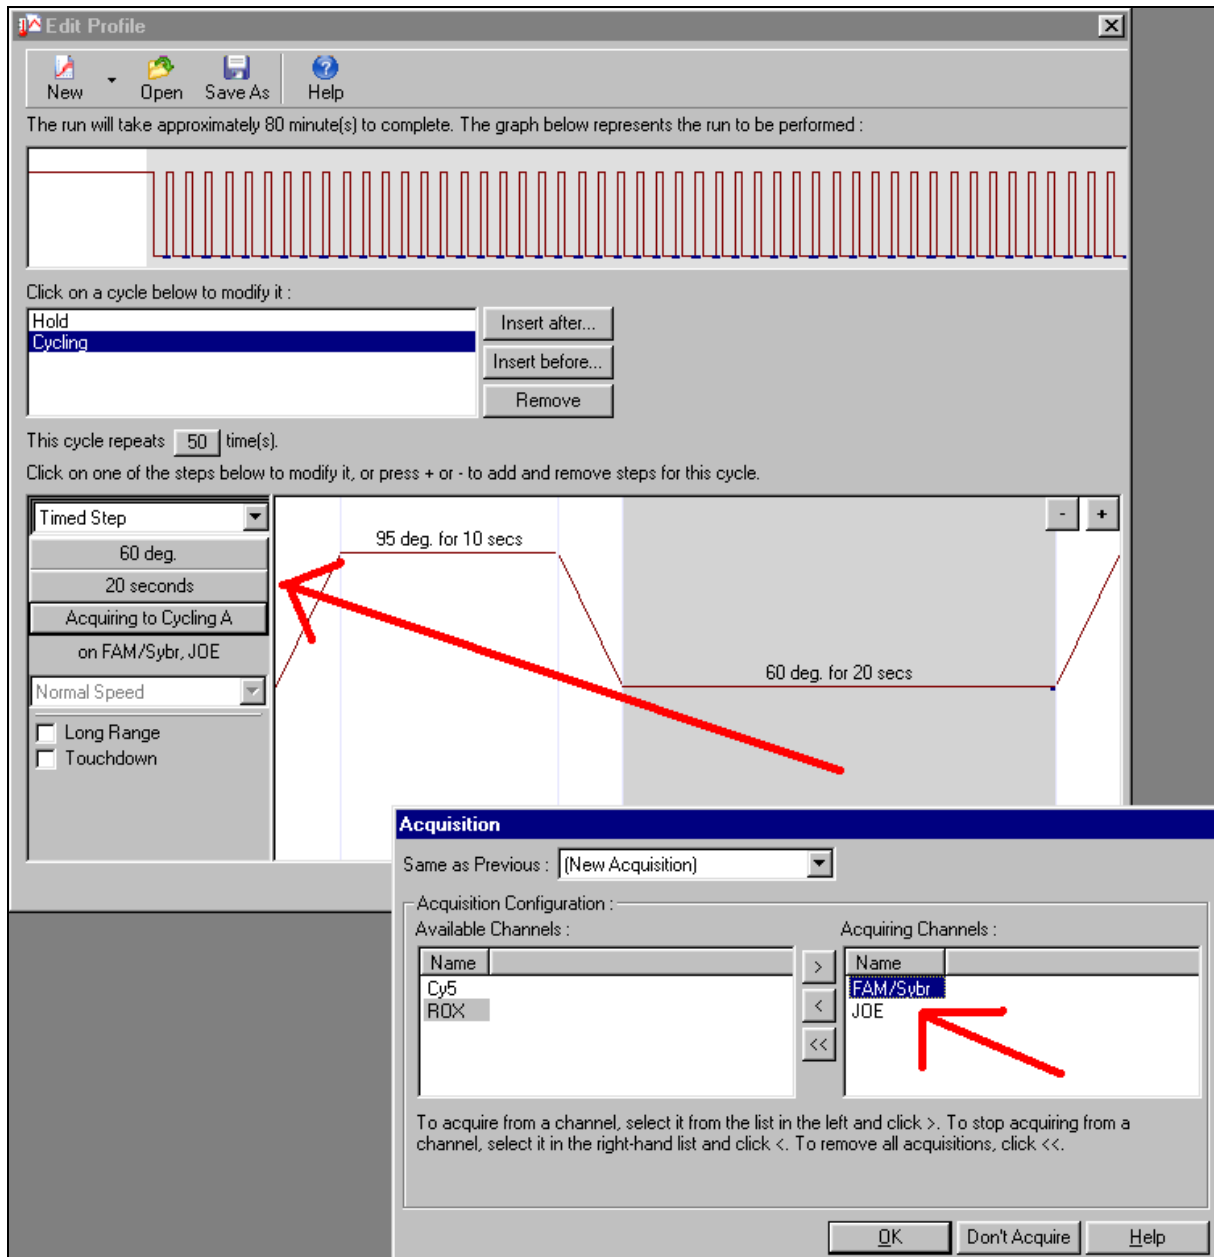 Edit Profile
New Open Save As Help
The run will take approximately 80 minute(s) to complete. The graph below represents the run to be performed :
Click on a cycle below to modify it :
Hold
Cycling
Insert after...
Insert before...
Remove
This cycle repeats 50 time(s).
Click on one of the steps below to modify it, or press + or - to add and remove steps for this cycle.
Timed Step
- +
60 deg.
20 seconds
Acquiring to Cycling A
on FAM/Sybr, JOE
Normal Speed
Long Range
Touchdown
95 deg. for 10 secs
60 deg. for 20 secs
Acquisition
Same as Previous : (New Acquisition)
Acquisition Configuration :
Available Channels :
Name
Cy5
ROX
>
<
<<
Acquiring Channels :
Name
FAM/Sybr
JOE
To acquire from a channel, select it from the list in the left and click >. To stop acquiring from a
channel, select it in the right-hand list and click <. To remove all acquisitions, click <<.
OK Don't Acquire Help